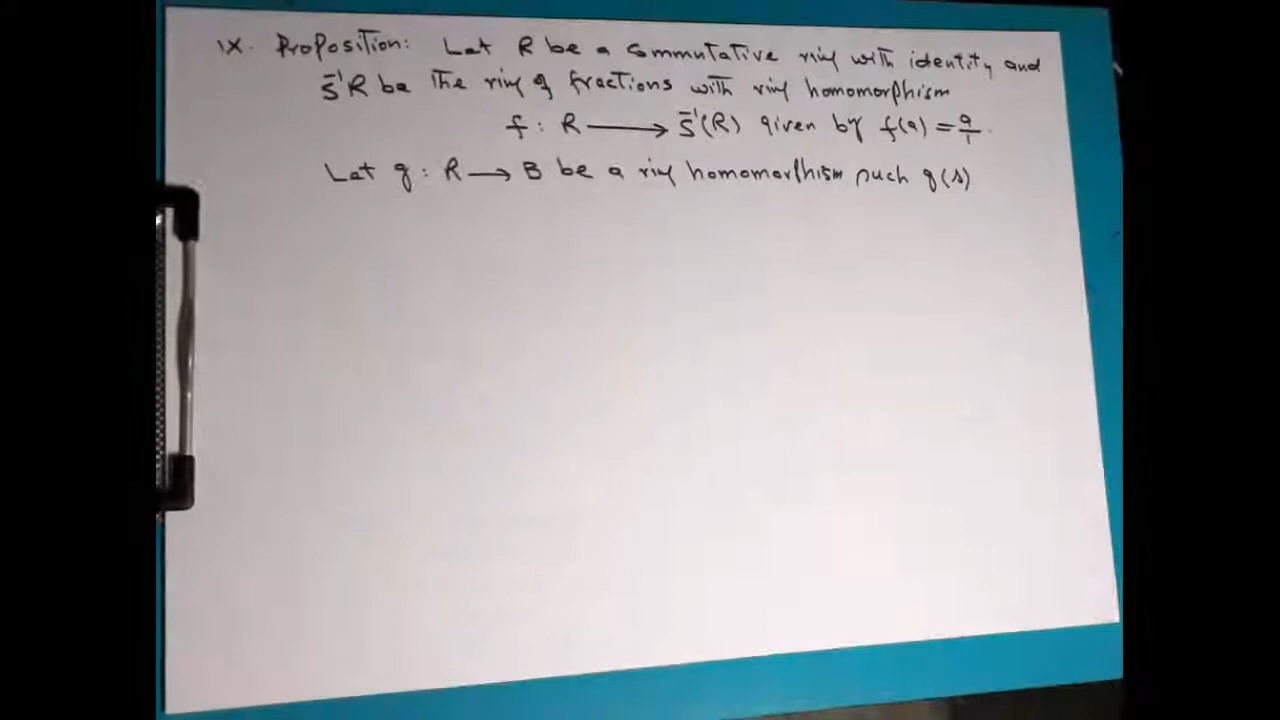 IX. Proposition: Let R be a commutative ring with identity and
S⁻¹R be the ring of fractions with ring homomorphism
f : R ⟶ S⁻¹(R) given by f(a) = a/1.
Let g : R ⟶ B be a ring homomorphism such g(s)